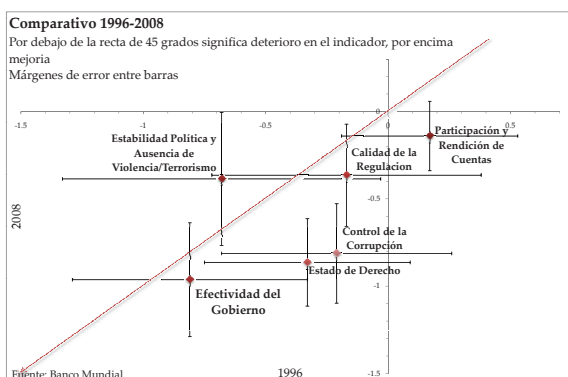 Comparativo 1996-2008
Por debajo de la recta de 45 grados significa deterioro en el indicador, por encima
mejoria
Márgenes de error entre barras
0
-1.5
-1
-0.5
0
0.5
Participación y
Rendición de
Cuentas
Estabilidad Política y
Ausencia de
Violencia/Terrorismo
Calidad de la
Regulacion
-0.5
2008
Control de la
Corrupción
Estado de Derecho
-1
Efectividad del
Gobierno
-1.5
Fuente: Banco Mundial
1996